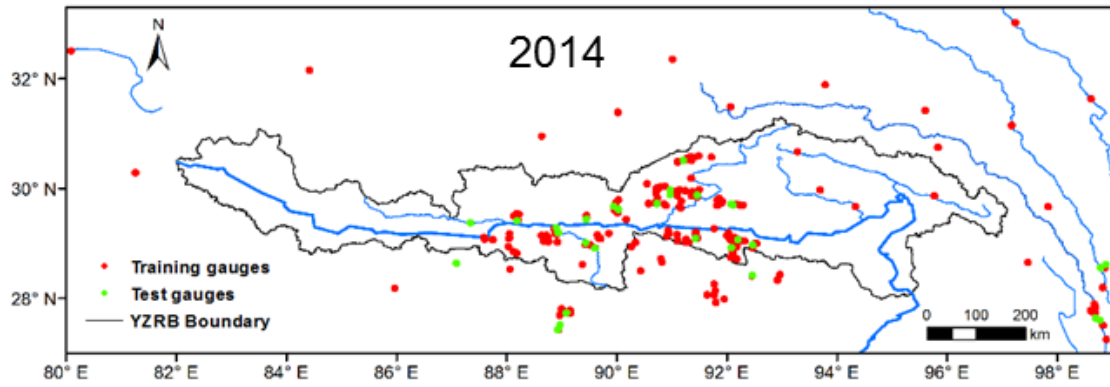 N
2014
32° N
30° N
28° N
Training gauges
Test gauges
YZRB Boundary
0 50 100 200
km
80° E 82° E 84° E 86° E 88° E 90° E 92° E 94° E 96° E 98° E